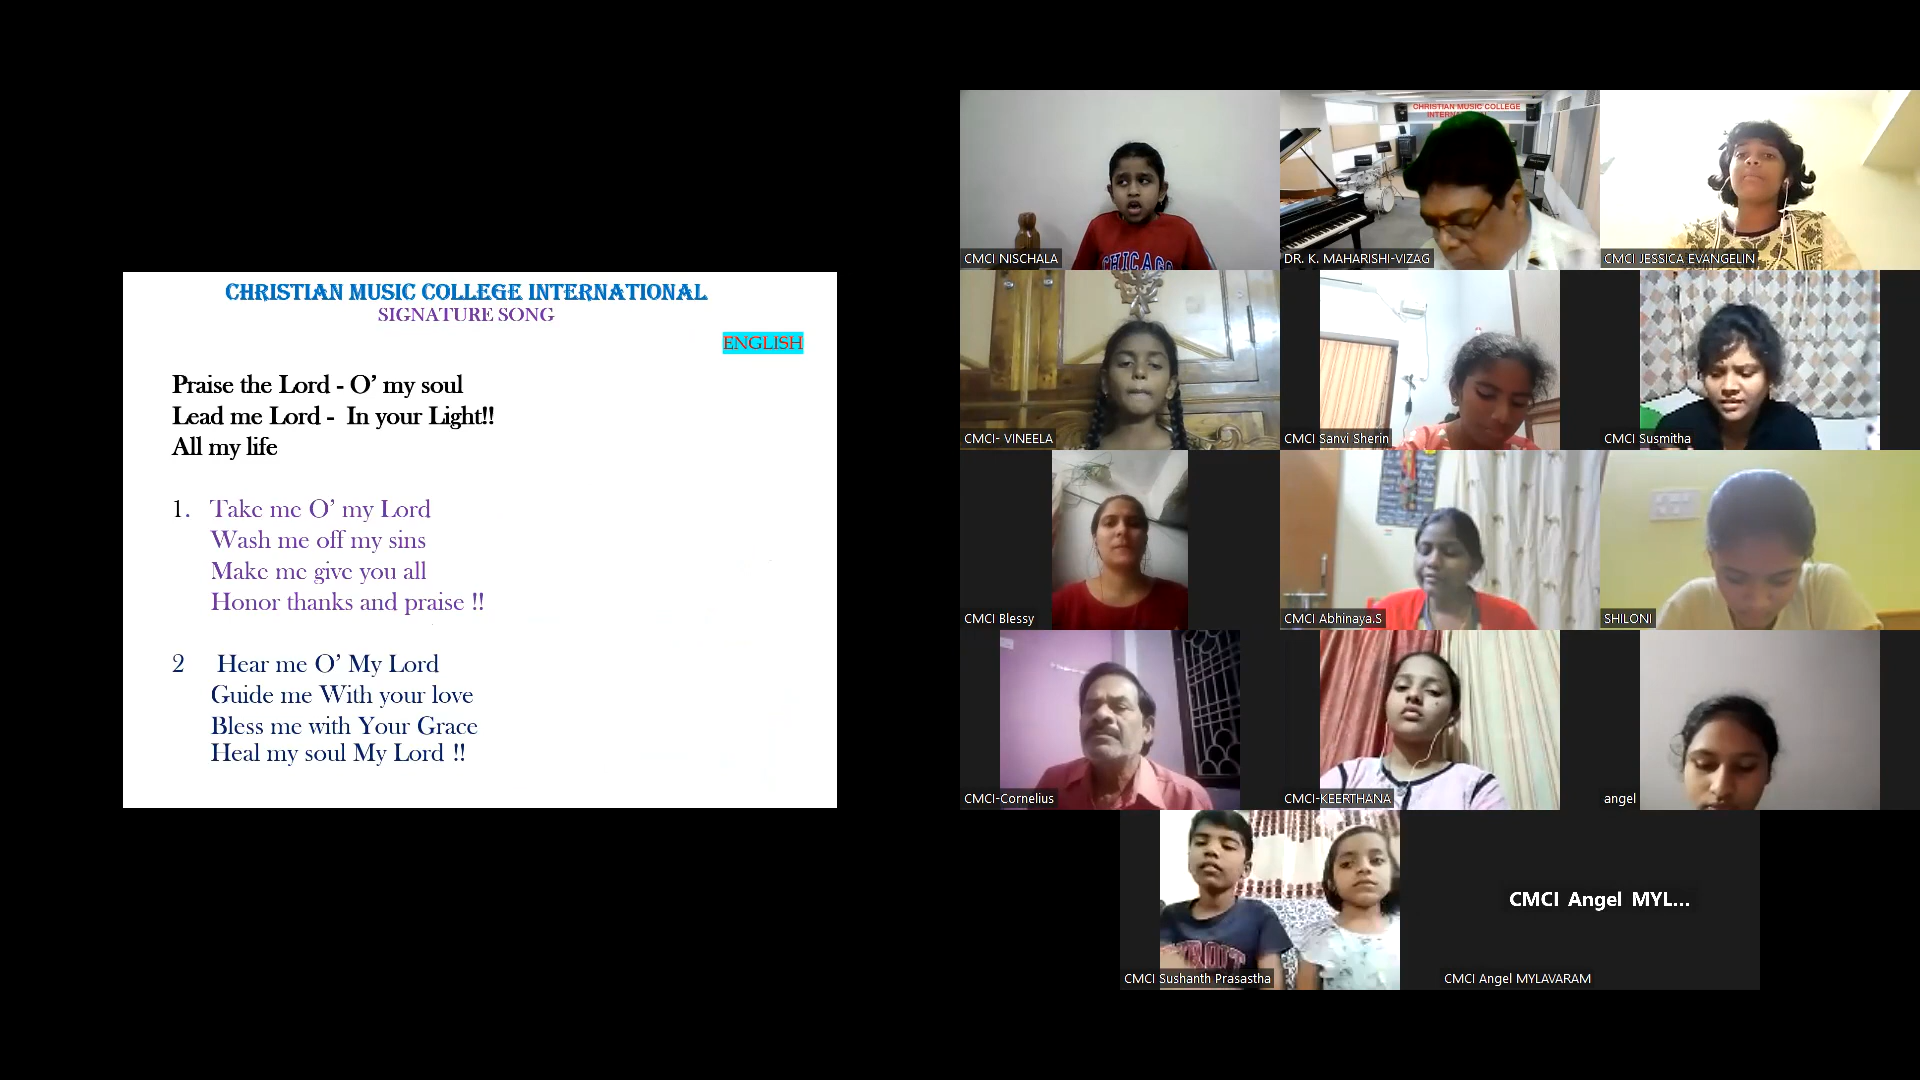 CHRISTIAN MUSIC COLLEGE INTERNATIONAL
SIGNATURE SONG
ENGLISH
Praise the Lord - O’ my soul
Lead me Lord - In your Light!!
All my life
1. Take me O’ my Lord
Wash me off my sins
Make me give you all
Honor thanks and praise !!
2 Hear me O’ My Lord
Guide me With your love
Bless me with Your Grace
Heal my soul My Lord !!
CHICAGO
CMCI NISCHALA
CHRISTIAN MUSIC COLLEGE
DR. K. MAHARISHI-VIZAG
CMCI JESSICA EVANGELIN
CMCI- VINEELA
CMCI Sanvi Sherin
CMCI Susmitha
CMCI Blessy
CMCI Abhinaya.S
SHILONI
CMCI-Cornelius
CMCI-KEERTHANA
angel
CMCI Sushanth Prasastha
CMCI Angel MYL...
CMCI Angel MYLAVARAM